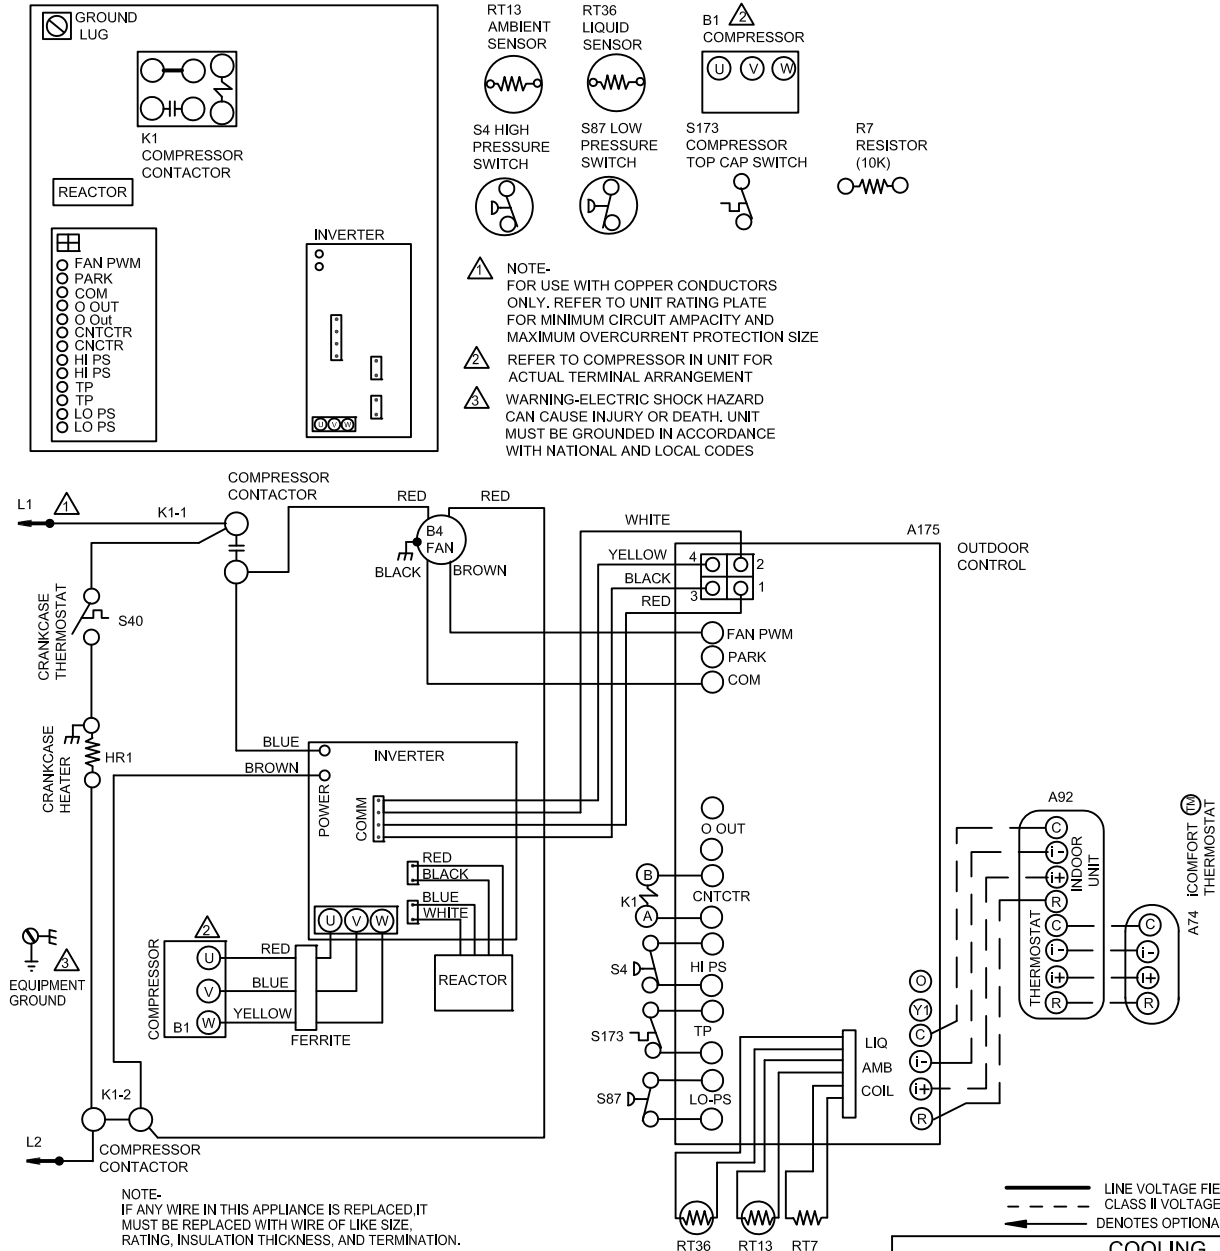 GROUND
LUG
K1
COMPRESSOR
CONTACTOR
REACTOR
FAN PWM
PARK
COM
O OUT
O Out
CNTCTR
CNCTR
HI PS
HI PS
TP
TP
LO PS
LO PS
INVERTER
U V W
RT13
AMBIENT
SENSOR
RT36
LIQUID
SENSOR
B1 2
COMPRESSOR
U V W
S4 HIGH
PRESSURE
SWITCH
S87 LOW
PRESSURE
SWITCH
S173
COMPRESSOR
TOP CAP SWITCH
R7
RESISTOR
(10K)
1 NOTE-
FOR USE WITH COPPER CONDUCTORS
ONLY. REFER TO UNIT RATING PLATE
FOR MINIMUM CIRCUIT AMPACITY AND
MAXIMUM OVERCURRENT PROTECTION SIZE
2 REFER TO COMPRESSOR IN UNIT FOR
ACTUAL TERMINAL ARRANGEMENT
3 WARNING-ELECTRIC SHOCK HAZARD
CAN CAUSE INJURY OR DEATH. UNIT
MUST BE GROUNDED IN ACCORDANCE
WITH NATIONAL AND LOCAL CODES
L1 1
K1-1
COMPRESSOR
CONTACTOR
RED
RED
B4
FAN
BLACK
BROWN
WHITE
YELLOW
BLACK
RED
4
2
3
1
A175
OUTDOOR
CONTROL
FAN PWM
PARK
COM
CRANKCASE
THERMOSTAT
S40
CRANKCASE
HEATER
HR1
BLUE
BROWN
INVERTER
POWER
COMM
RED
BLACK
BLUE
WHITE
U V W
REACTOR
2
COMPRESSOR
U
V
W
B1
RED
BLUE
YELLOW
FERRITE
3
EQUIPMENT
GROUND
K1-2
L2
COMPRESSOR
CONTACTOR
O OUT
B
K1
A
CNTCTR
S4
HI PS
S173
TP
S87
LO-PS
LIQ
AMB
COIL
O
Y1
C
i-
i+
R
A92
C
i-
i+
R
C
i-
i+
R
INDOOR
UNIT
THERMOSTAT
C
i-
i+
R
A74 iCOMFORT TM
THERMOSTAT
RT36
RT13
RT7
NOTE-
IF ANY WIRE IN THIS APPLIANCE IS REPLACED,IT
MUST BE REPLACED WITH WIRE OF LIKE SIZE,
RATING, INSULATION THICKNESS, AND TERMINATION.
LINE VOLTAGE FIE
CLASS II VOLTAGE
DENOTES OPTIONA
COOLING